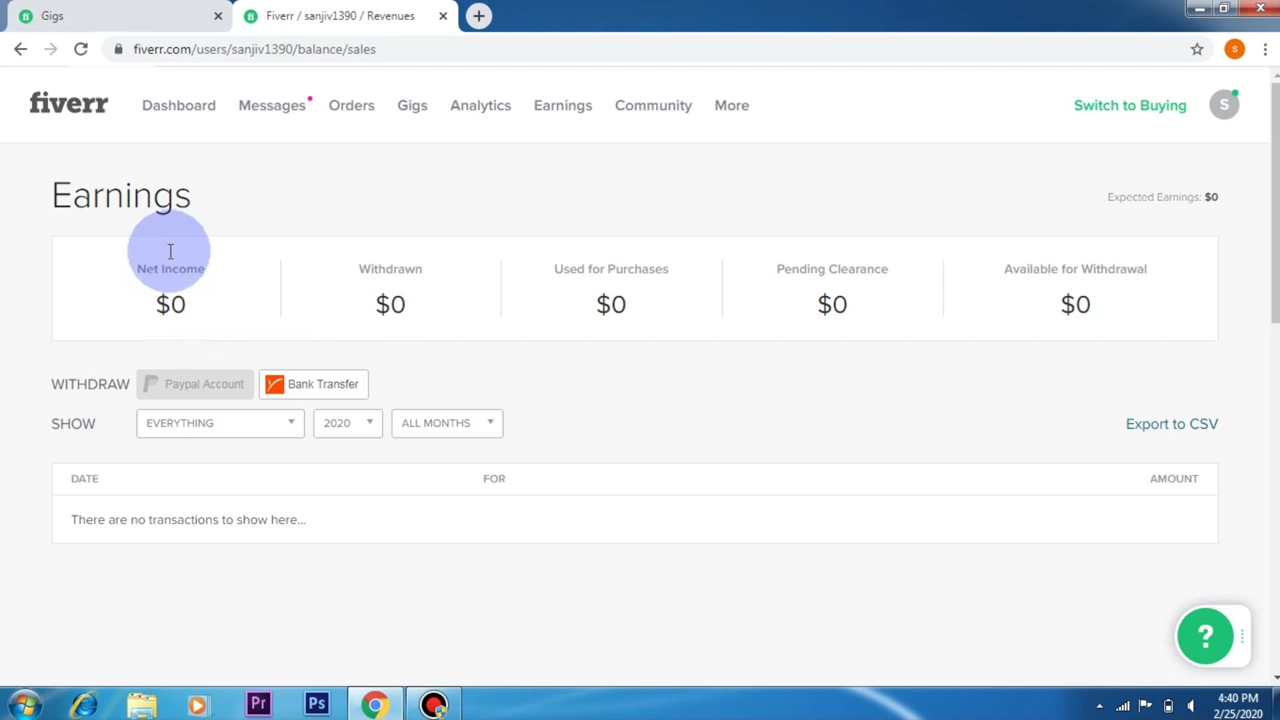 Gigs
Fiverr / sanjiv1390 / Revenues
fiverr.com/users/sanjiv1390/balance/sales
S
fiverr
Dashboard
Messages
Orders
Gigs
Analytics
Earnings
Community
More
Switch to Buying
S
Earnings
Expected Earnings: $0
Net Income
Withdrawn
Used for Purchases
Pending Clearance
Available for Withdrawal
$0
$0
$0
$0
$0
WITHDRAW
Paypal Account
Bank Transfer
SHOW
EVERYTHING
2020
ALL MONTHS
Export to CSV
DATE
FOR
AMOUNT
There are no transactions to show here...
?
Pr
Ps
4:40 PM
2/25/2020